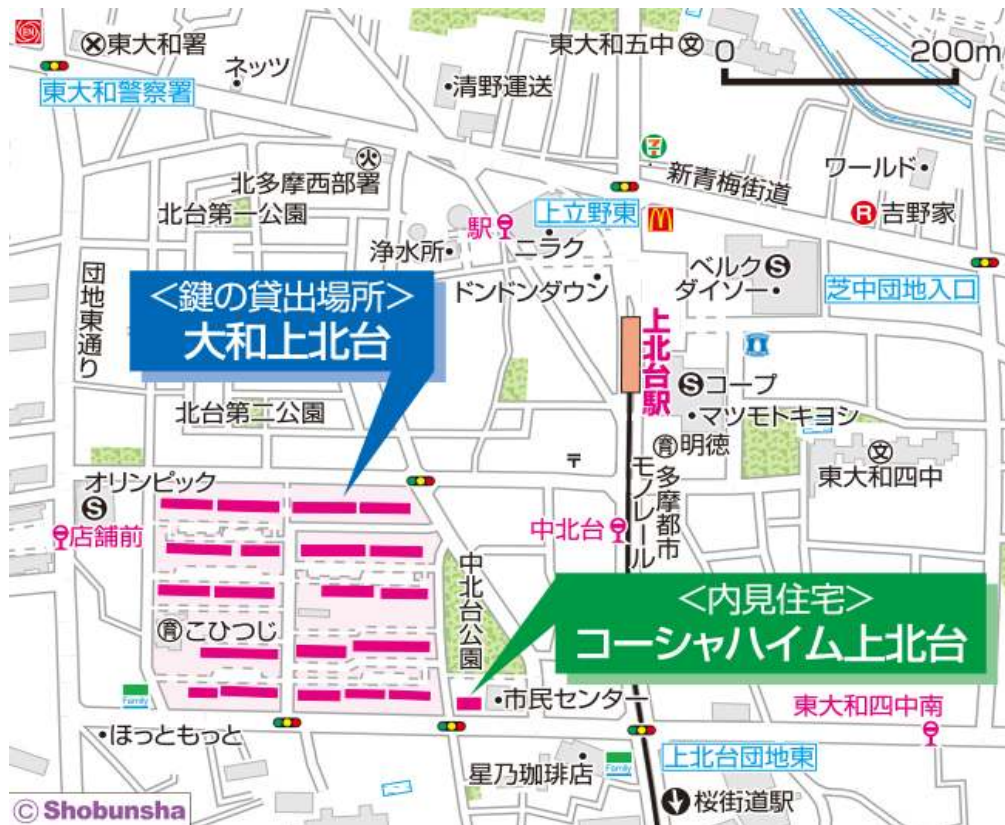 東大和署
東大和警察署
ネッツ
清野運送
東大和五中
文
0
200m
火
北多摩西部署
北台第一公園
新青梅街道
ワールド
R
吉野家
上立野東
駅
ニラク
浄水所
ドンドンダウン
ベルク
S
ダイソー
芝中団地入口
団地東通り
<鍵の貸出場所>
大和上北台
上北台駅
S
コープ
マツモトキヨシ
北台第二公園
育
明徳
文
東大和四中
〒
多摩都市
モノレール
オリンピック
S
店舗前
中北台
中北台公園
<内見住宅>
コーシャハイム上北台
育
こひつじ
市民センター
東大和四中南
Family
ほっともっと
星乃珈琲店
Family
上北台団地東
桜街道駅
© Shobunsha